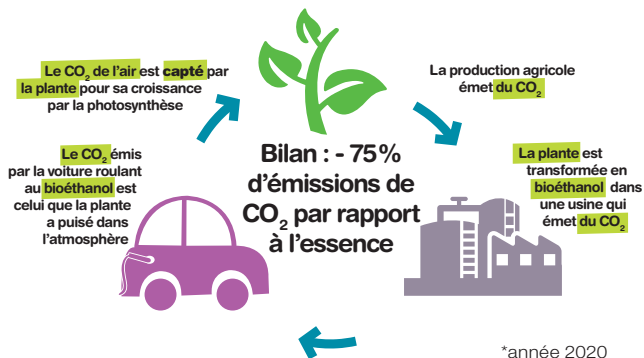 Le CO₂ de l'air est capté par
la plante pour sa croissance
par la photosynthèse
La production agricole
émet du CO₂
Le CO₂ émis
par la voiture roulant
au bioéthanol est
celui que la plante
a puisé dans
l'atmosphère
Bilan : - 75%
d'émissions de
CO₂ par rapport
à l'essence
La plante est
transformée en
bioéthanol dans
une usine qui
émet du CO₂
*année 2020